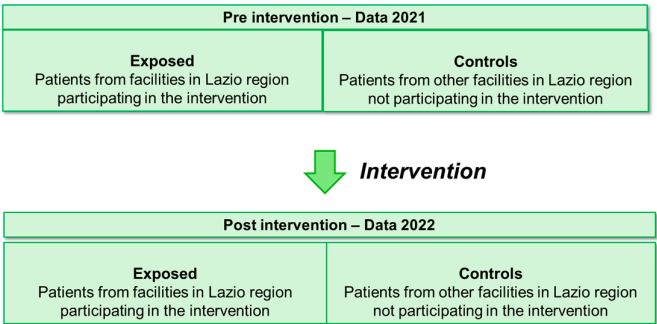 Pre intervention – Data 2021
Exposed
Patients from facilities in Lazio region
participating in the intervention
Controls
Patients from other facilities in Lazio region
not participating in the intervention
Intervention
Post intervention – Data 2022
Exposed
Patients from facilities in Lazio region
participating in the intervention
Controls
Patients from other facilities in Lazio region
not participating in the intervention